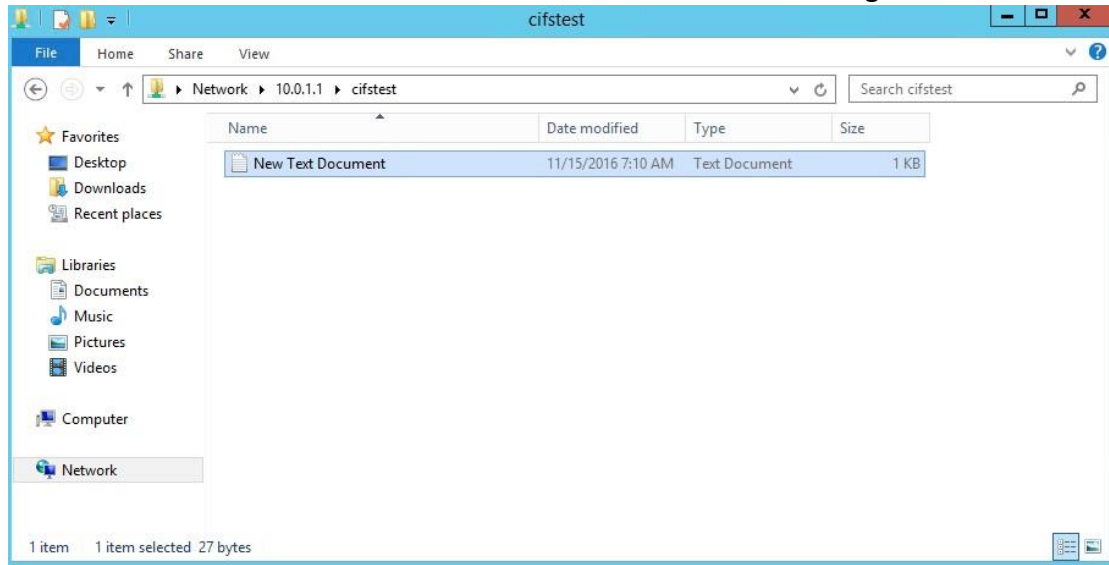 cifstest
File Home Share View
Network 10.0.1.1 cifstest Search cifstest
Name Date modified Type Size
New Text Document 11/15/2016 7:10 AM Text Document 1 KB
Favorites
Desktop
Downloads
Recent places
Libraries
Documents
Music
Pictures
Videos
Computer
Network
1 item 1 item selected 27 bytes